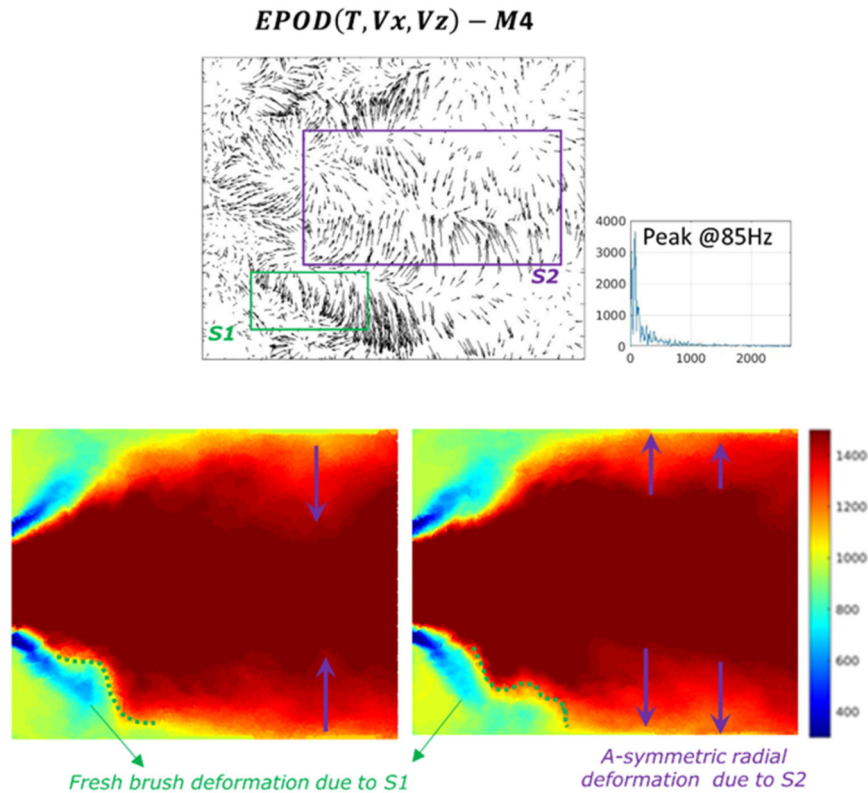 EPOD(T,Vx,Vz) − M4
S2
S1
4000
3000
2000
1000
0
Peak @85Hz
0 1000 2000
1400
1200
1000
800
600
400
Fresh brush deformation due to S1
A-symmetric radial
deformation due to S2